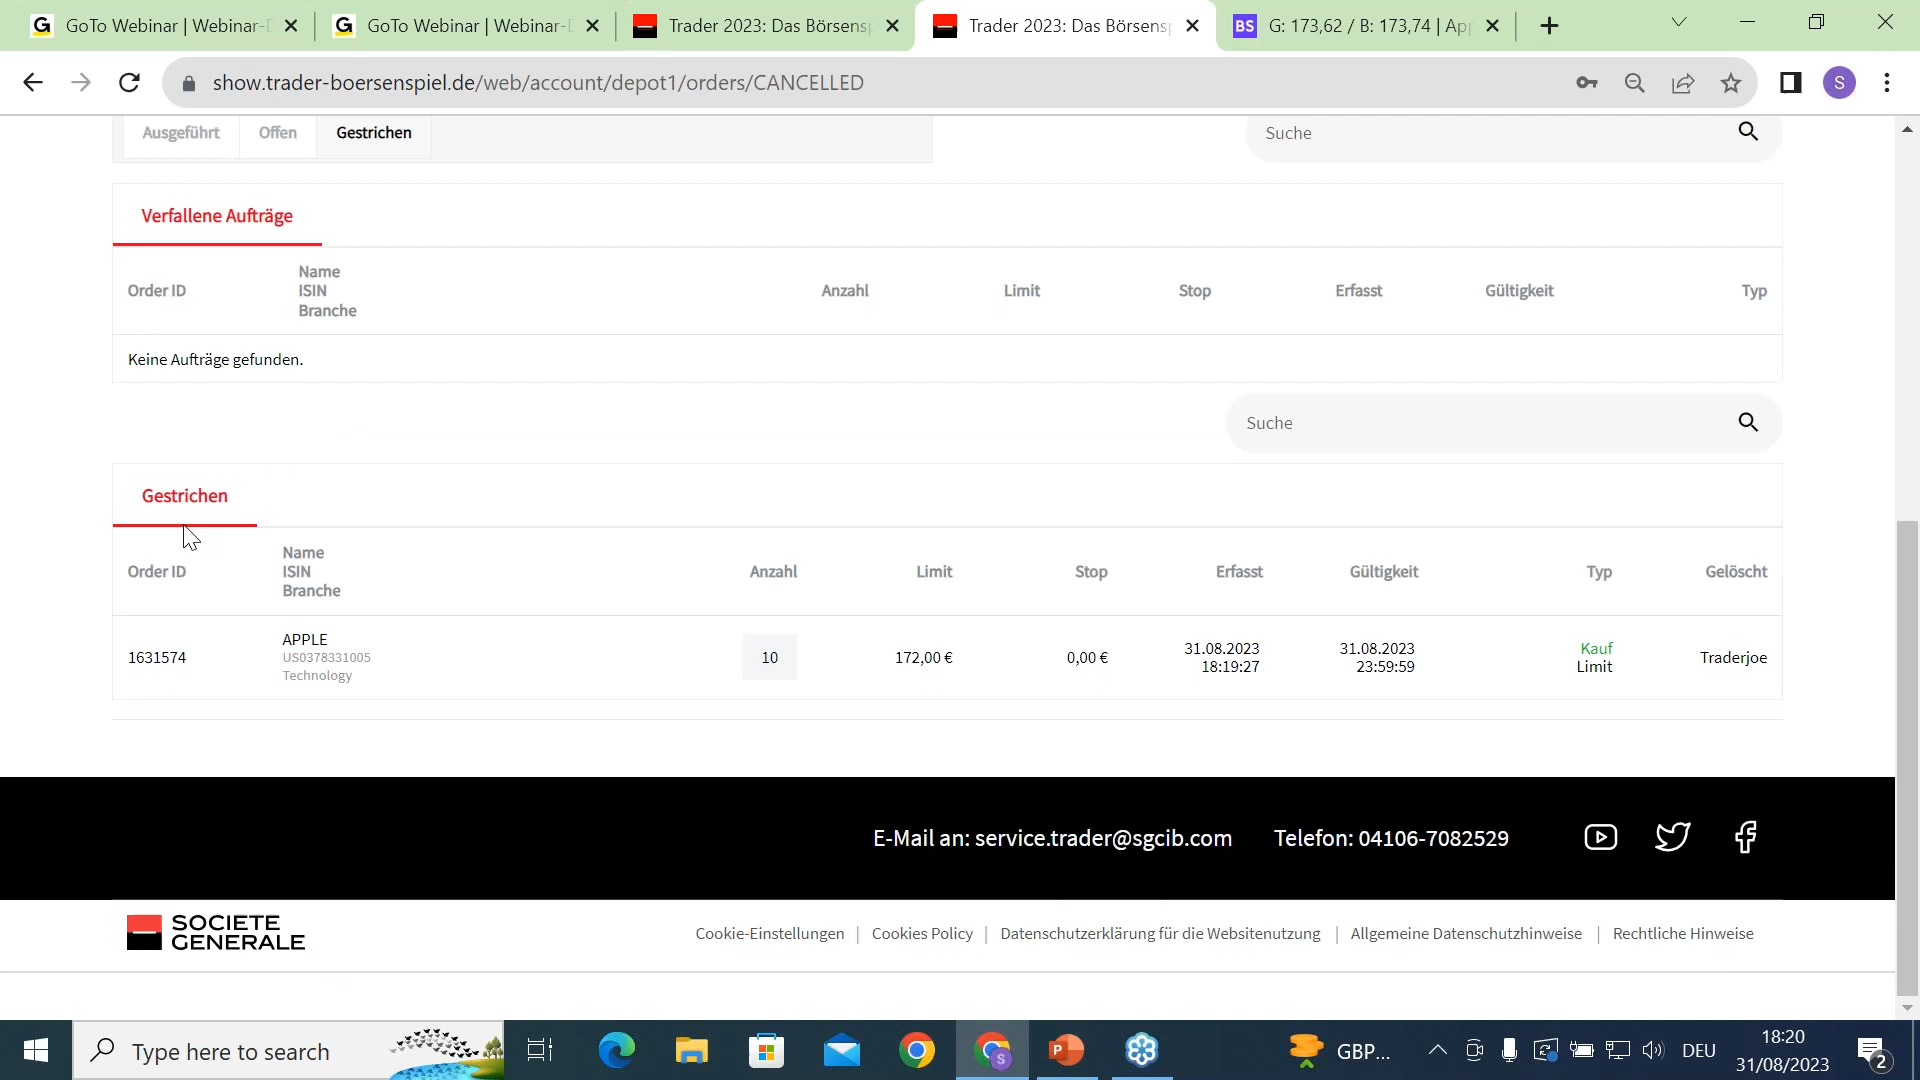 GoTo Webinar | Webinar-D
GoTo Webinar | Webinar-D
Trader 2023: Das Börsensp
Trader 2023: Das Börsensp
BS
G: 173,62 / B: 173,74 | App
show.trader-boersenspiel.de/web/account/depot1/orders/CANCELLED
S
Ausgeführt
Offen
Gestrichen
Suche
Verfallene Aufträge
Order ID
Name
ISIN
Branche
Anzahl
Limit
Stop
Erfasst
Gültigkeit
Typ
Keine Aufträge gefunden.
Suche
Gestrichen
Order ID
Name
ISIN
Branche
Anzahl
Limit
Stop
Erfasst
Gültigkeit
Typ
Gelöscht
1631574
APPLE
US0378331005
Technology
10
172,00 €
0,00 €
31.08.2023
18:19:27
31.08.2023
23:59:59
Kauf
Limit
Traderjoe
E-Mail an: service.trader@sgcib.com
Telefon: 04106-7082529
SOCIETE
GENERALE
Cookie-Einstellungen
Cookies Policy
Datenschutzerklärung für die Websitenutzung
Allgemeine Datenschutzhinweise
Rechtliche Hinweise
Type here to search
GBP...
DEU
18:20
31/08/2023
2